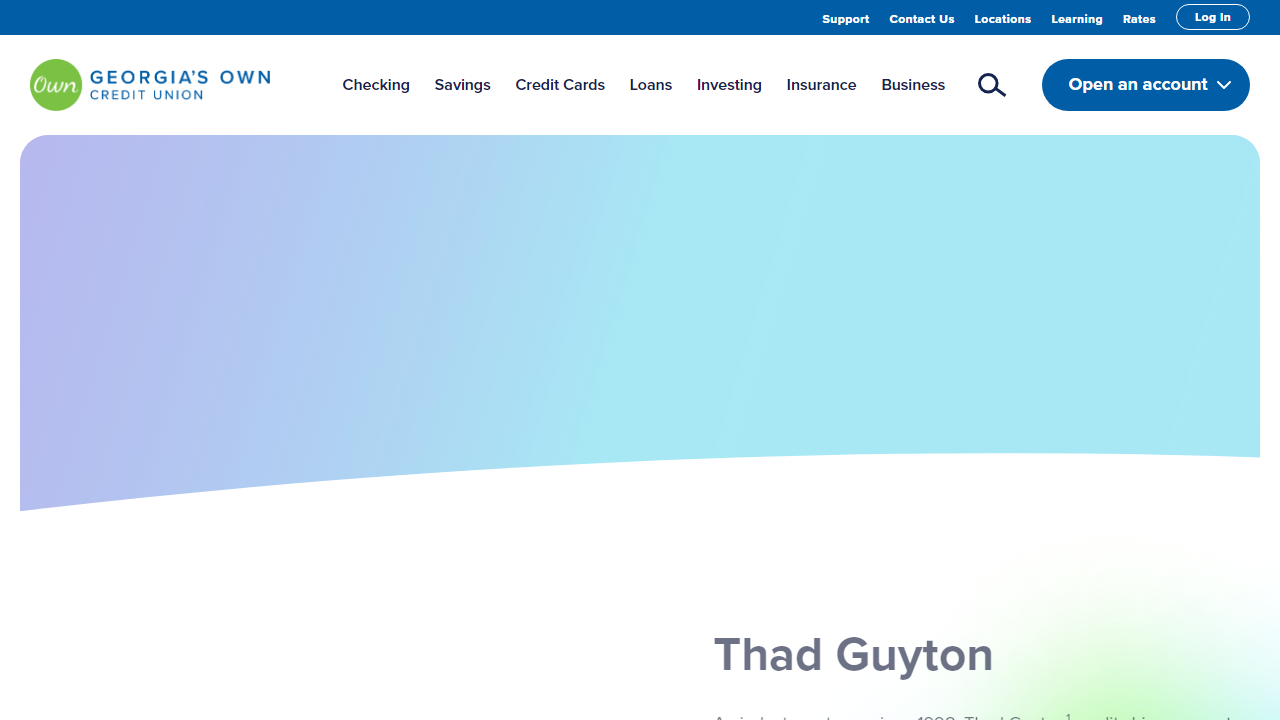 Support Contact Us Locations Learning Rates Log In
Own GEORGIA'S OWN
CREDIT UNION
Checking Savings Credit Cards Loans Investing Insurance Business Open an account
Thad Guyton